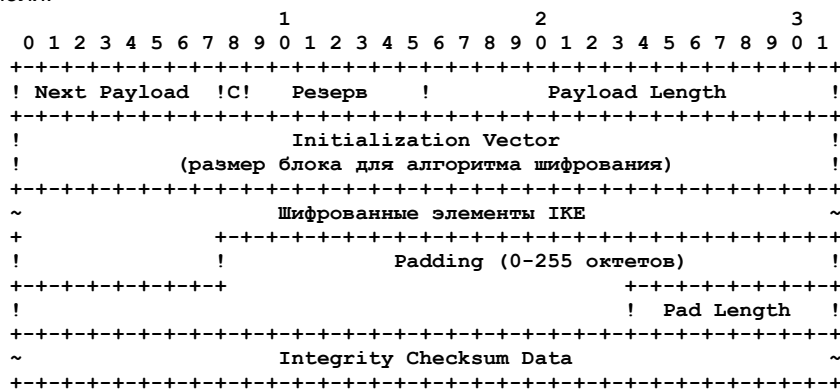 1                   2                   3
 0 1 2 3 4 5 6 7 8 9 0 1 2 3 4 5 6 7 8 9 0 1 2 3 4 5 6 7 8 9 0 1
+-+-+-+-+-+-+-+-+-+-+-+-+-+-+-+-+-+-+-+-+-+-+-+-+-+-+-+-+-+-+-+-+
! Next Payload  !C!   Резерв    !         Payload Length        !
+-+-+-+-+-+-+-+-+-+-+-+-+-+-+-+-+-+-+-+-+-+-+-+-+-+-+-+-+-+-+-+-+
!                     Initialization Vector                     !
!            (размер блока для алгоритма шифрования)            !
+-+-+-+-+-+-+-+-+-+-+-+-+-+-+-+-+-+-+-+-+-+-+-+-+-+-+-+-+-+-+-+-+
~                    Шифрованные элементы IKE                   ~
+               +-+-+-+-+-+-+-+-+-+-+-+-+-+-+-+-+-+-+-+-+-+-+-+-+
!               !             Padding (0-255 октетов)           !
+-+-+-+-+-+-+-+-+                               +-+-+-+-+-+-+-+-+
!                                               !  Pad Length   !
+-+-+-+-+-+-+-+-+-+-+-+-+-+-+-+-+-+-+-+-+-+-+-+-+-+-+-+-+-+-+-+-+
~                    Integrity Checksum Data                    ~
+-+-+-+-+-+-+-+-+-+-+-+-+-+-+-+-+-+-+-+-+-+-+-+-+-+-+-+-+-+-+-+-+